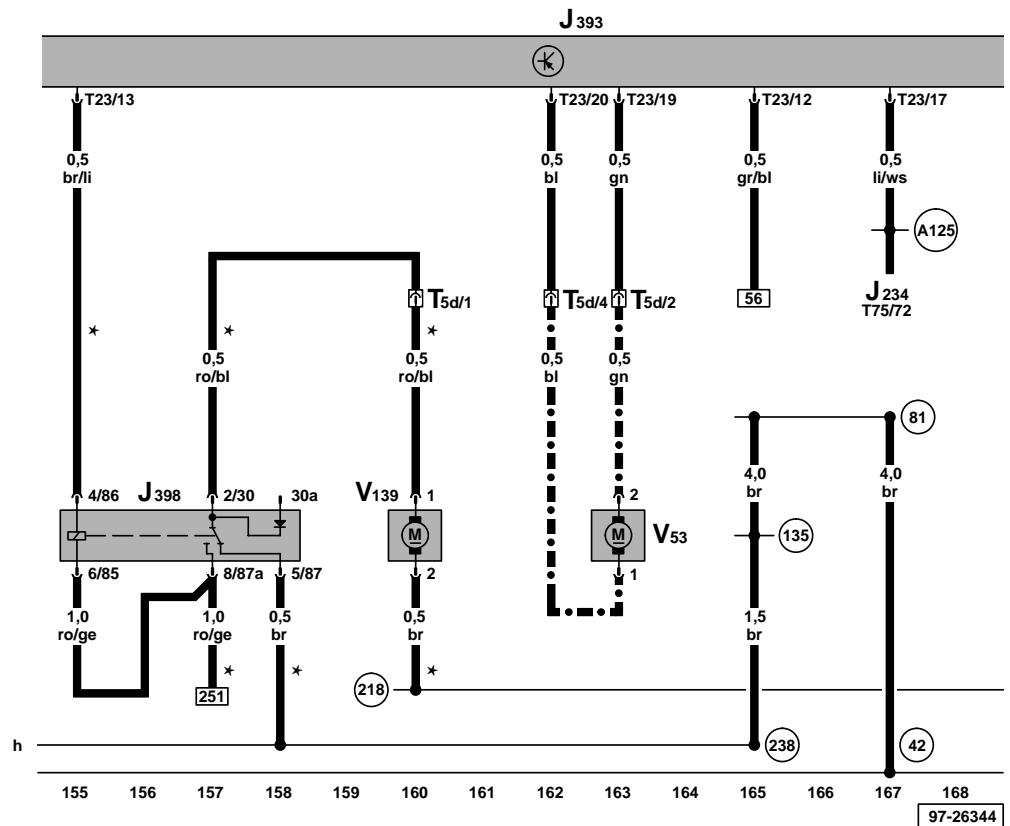 J 393
T23/13 T23/20 T23/19 T23/12 T23/17
0,5 0,5 0,5 0,5 0,5
br/li bl gn gr/bl li/ws
A125
T5d/1 T5d/4 T5d/2 56 J 234
T75/72
* * *
0,5 0,5 0,5 0,5
ro/bl ro/bl bl gn
81
4,0 4,0
br br
4/86 J 398 2/30 30a V139 1 2
M M V53 135
6/85 8/87a 5/87 2 1
1,0 1,0 0,5 0,5 1,5
ro/ge ro/ge br br br
* * *
251 218
h 238 42
155 156 157 158 159 160 161 162 163 164 165 166 167 168
97-26344